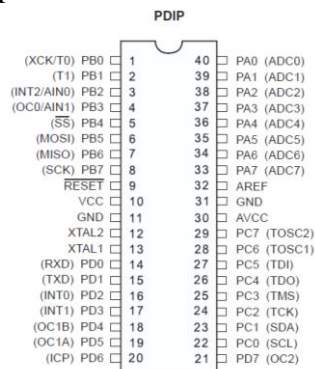 PDIP
(XCK/T0) PB0 1 40 PA0 (ADC0)
(T1) PB1 2 39 PA1 (ADC1)
(INT2/AIN0) PB2 3 38 PA2 (ADC2)
(OC0/AIN1) PB3 4 37 PA3 (ADC3)
(SS) PB4 5 36 PA4 (ADC4)
(MOSI) PB5 6 35 PA5 (ADC5)
(MISO) PB6 7 34 PA6 (ADC6)
(SCK) PB7 8 33 PA7 (ADC7)
RESET 9 32 AREF
VCC 10 31 GND
GND 11 30 AVCC
XTAL2 12 29 PC7 (TOSC2)
XTAL1 13 28 PC6 (TOSC1)
(RXD) PD0 14 27 PC5 (TDI)
(TXD) PD1 15 26 PC4 (TDO)
(INT0) PD2 16 25 PC3 (TMS)
(INT1) PD3 17 24 PC2 (TCK)
(OC1B) PD4 18 23 PC1 (SDA)
(OC1A) PD5 19 22 PC0 (SCL)
(ICP) PD6 20 21 PD7 (OC2)